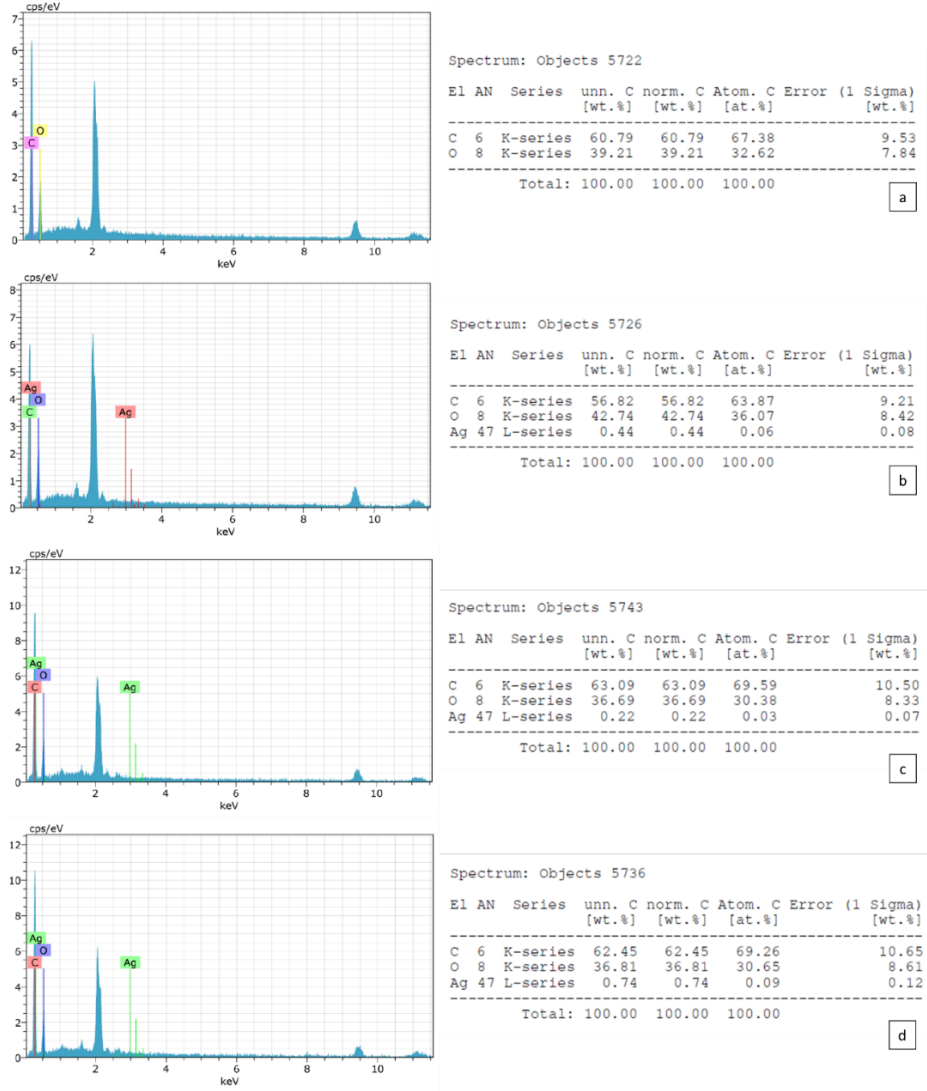 cps/eV
7
6
5
4
3
2
1
0
O
C
2 4 6 8 10
keV
Spectrum: Objects 5722
El AN Series unn. C norm. C Atom. C Error (1 Sigma)
[wt.%] [wt.%] [at.%] [wt.%]
C 6 K-series 60.79 60.79 67.38 9.53
O 8 K-series 39.21 39.21 32.62 7.84
Total: 100.00 100.00 100.00
a
cps/eV
8
7
6
5
4
3
2
1
0
Ag
O
C
Ag
2 4 6 8 10
keV
Spectrum: Objects 5726
El AN Series unn. C norm. C Atom. C Error (1 Sigma)
[wt.%] [wt.%] [at.%] [wt.%]
C 6 K-series 56.82 56.82 63.87 9.21
O 8 K-series 42.74 42.74 36.07 8.42
Ag 47 L-series 0.44 0.44 0.06 0.08
Total: 100.00 100.00 100.00
b
cps/eV
12
10
8
6
4
2
0
Ag
O
C
Ag
2 4 6 8 10
keV
Spectrum: Objects 5743
El AN Series unn. C norm. C Atom. C Error (1 Sigma)
[wt.%] [wt.%] [at.%] [wt.%]
C 6 K-series 63.09 63.09 69.59 10.50
O 8 K-series 36.69 36.69 30.38 8.33
Ag 47 L-series 0.22 0.22 0.03 0.07
Total: 100.00 100.00 100.00
c
cps/eV
12
10
8
6
4
2
0
Ag
O
C
Ag
2 4 6 8 10
keV
Spectrum: Objects 5736
El AN Series unn. C norm. C Atom. C Error (1 Sigma)
[wt.%] [wt.%] [at.%] [wt.%]
C 6 K-series 62.45 62.45 69.26 10.65
O 8 K-series 36.81 36.81 30.65 8.61
Ag 47 L-series 0.74 0.74 0.09 0.12
Total: 100.00 100.00 100.00
d